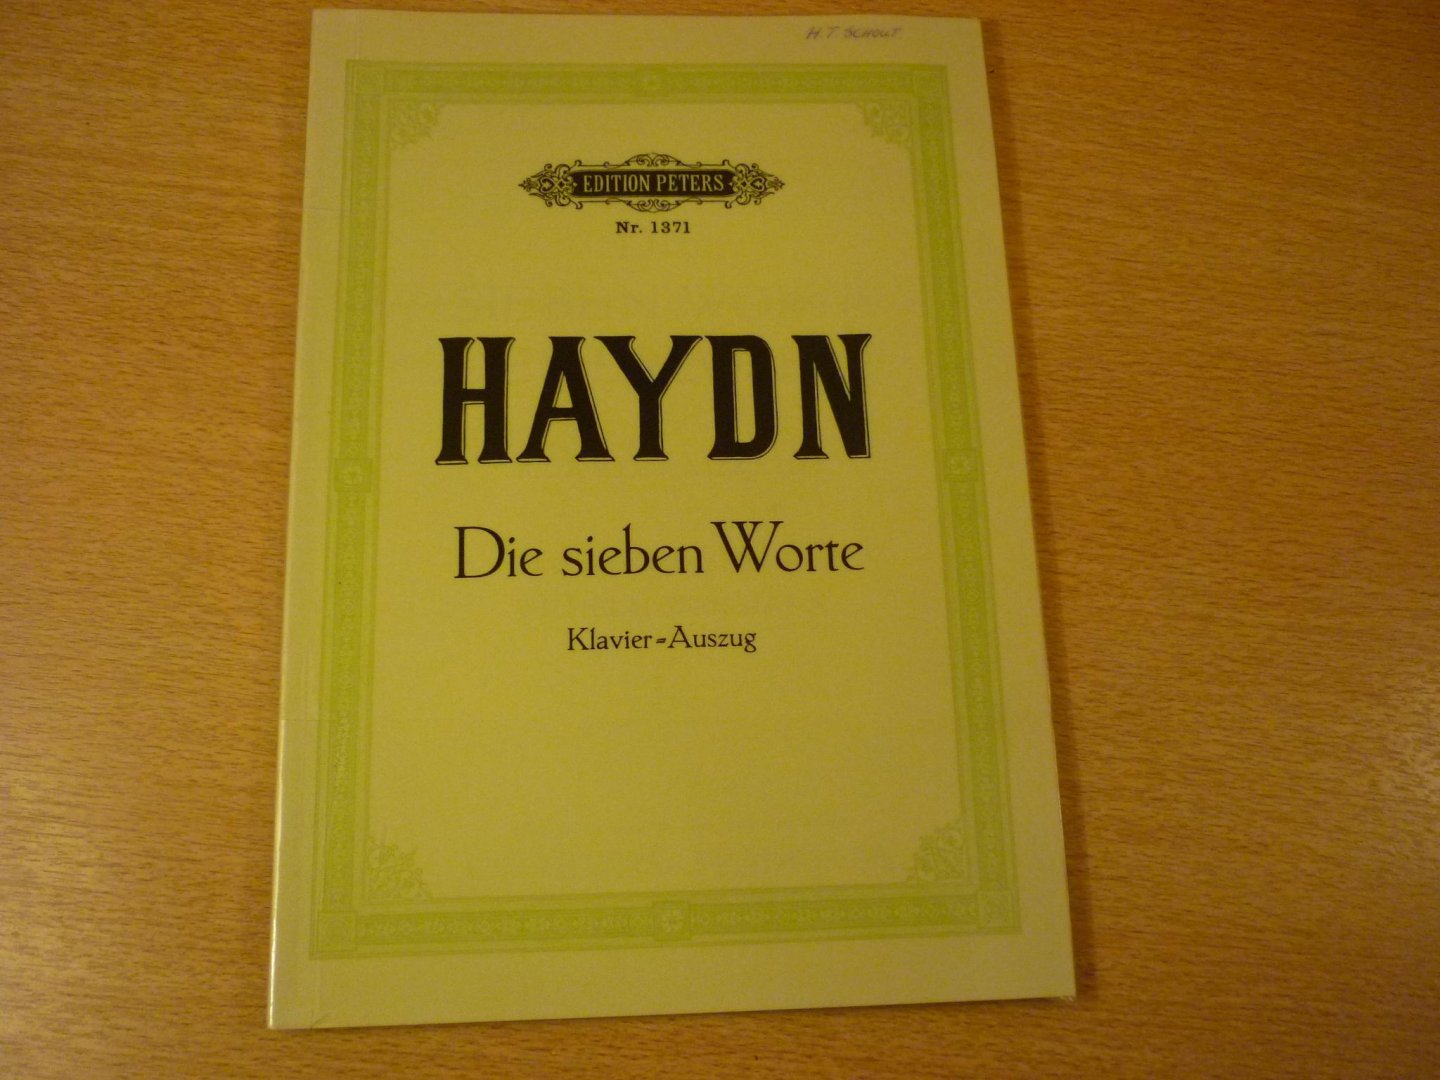 H. T. SCHOUT
EDITION PETERS
Nr. 1371
HAYDN
Die sieben Worte
Klavier=Auszug